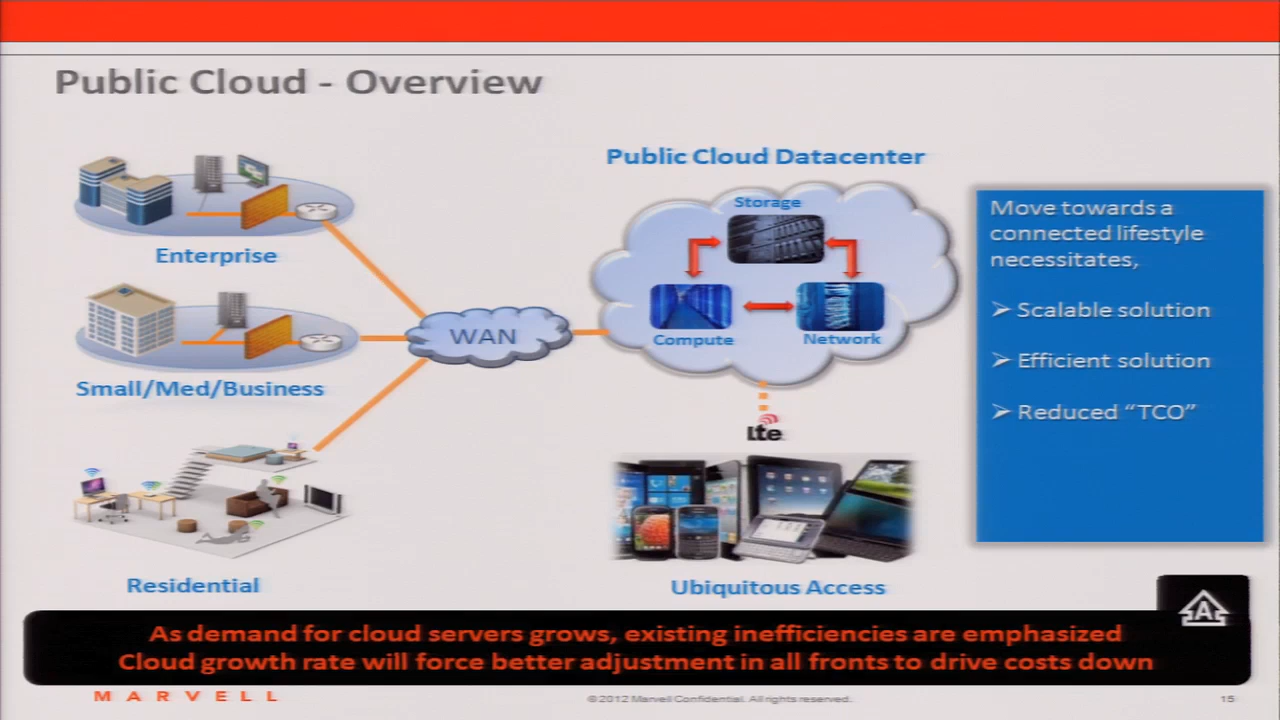 Public Cloud - Overview
Public Cloud Datacenter
Storage
Compute
Network
Enterprise
WAN
Small/Med/Business
Residential
lte
Ubiquitous Access
Move towards a
connected lifestyle
necessitates,
➢ Scalable solution
➢ Efficient solution
➢ Reduced “TCO”
A
As demand for cloud servers grows, existing inefficiencies are emphasized
Cloud growth rate will force better adjustment in all fronts to drive costs down
MARVELL
© 2012 Marvell Confidential. All rights reserved.
15